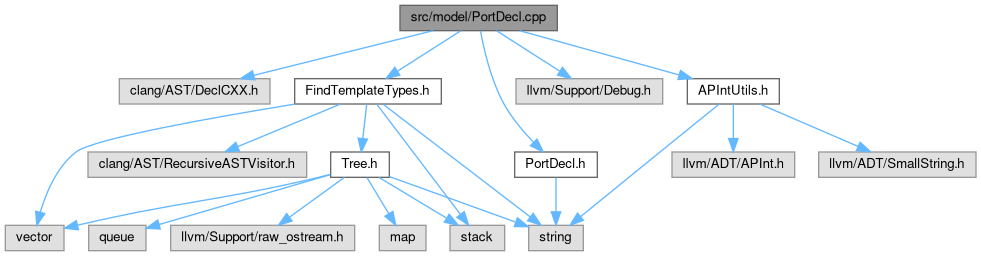 src/model/PortDecl.cpp
clang/AST/DeclCXX.h
FindTemplateTypes.h
llvm/Support/Debug.h
APIntUtils.h
clang/AST/RecursiveASTVisitor.h
Tree.h
PortDecl.h
llvm/ADT/APInt.h
llvm/ADT/SmallString.h
vector
queue
llvm/Support/raw_ostream.h
map
stack
string